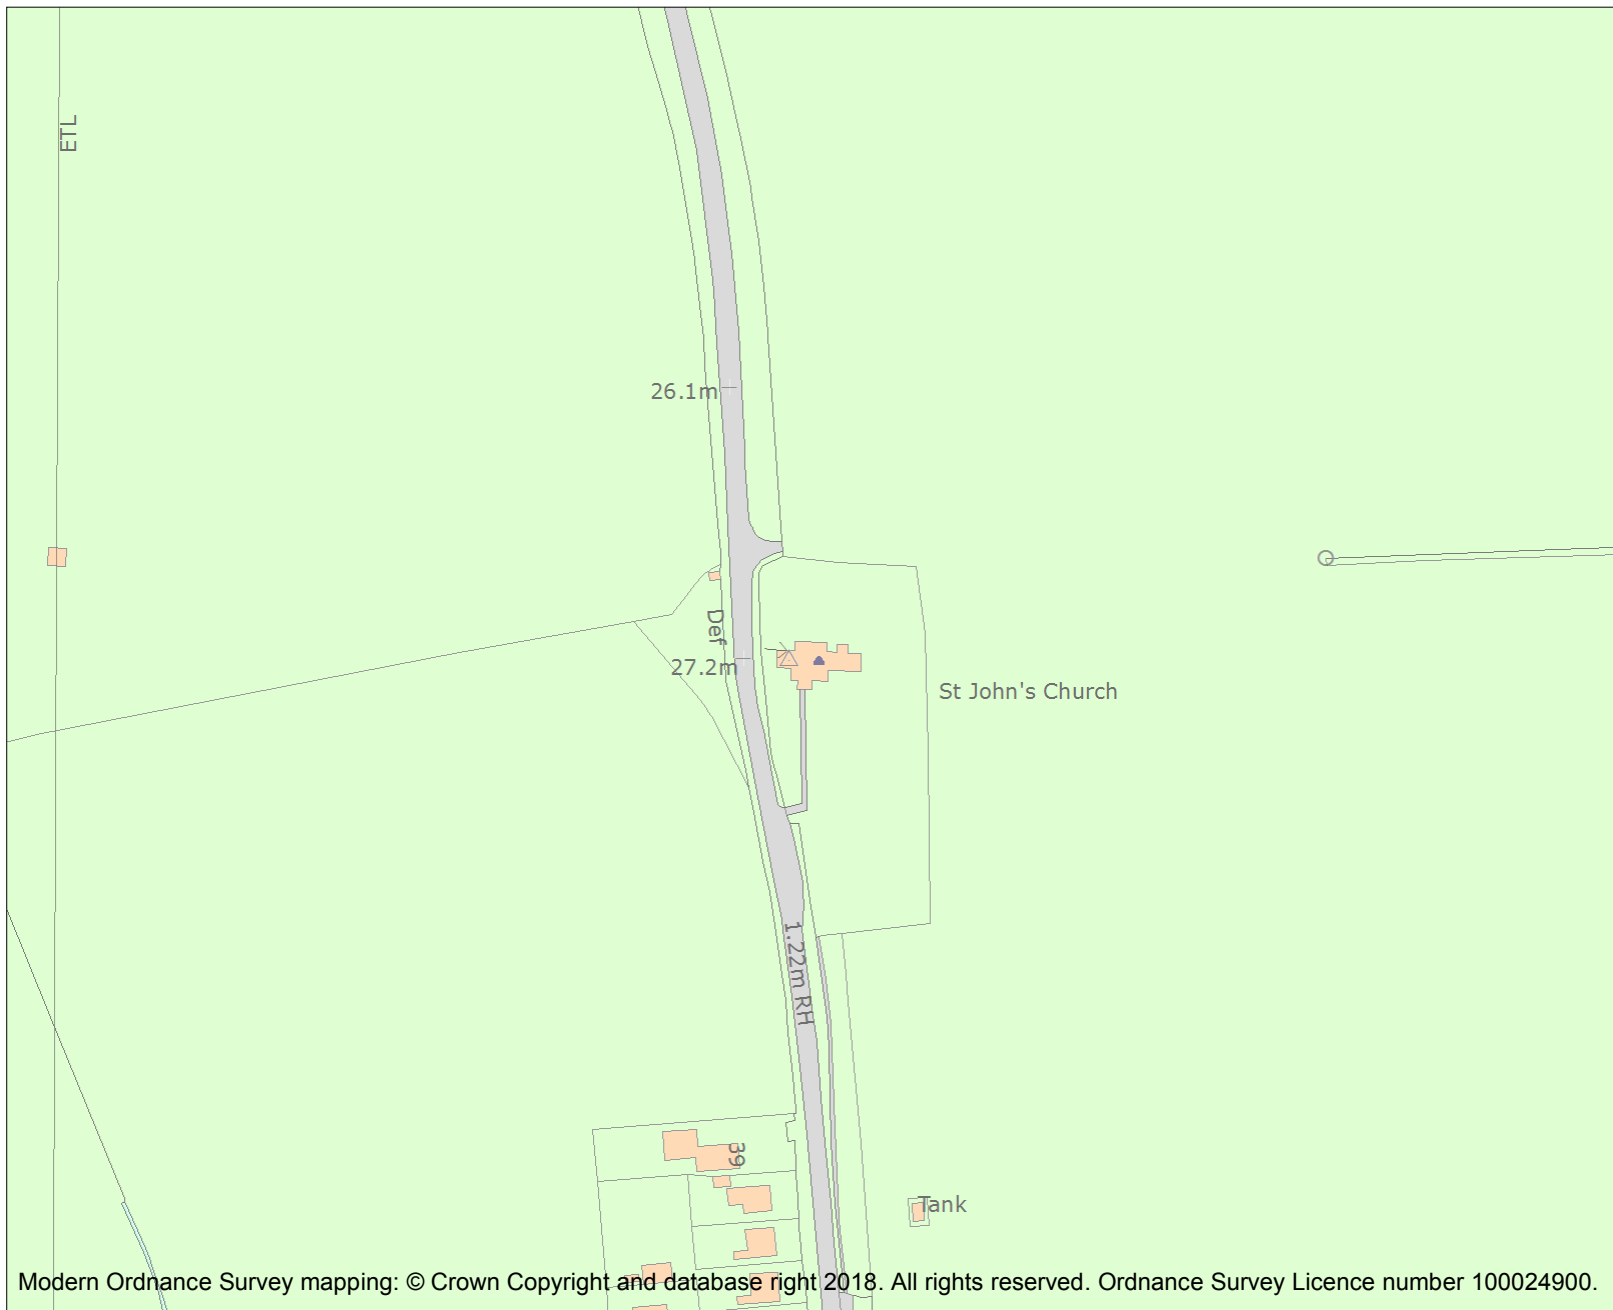 ETL
26.1m
Def
27.2m
St John's Church
1.22m RH
39
Tank
Modern Ordnance Survey mapping: © Crown Copyright and database right 2018. All rights reserved. Ordnance Survey Licence number 100024900.